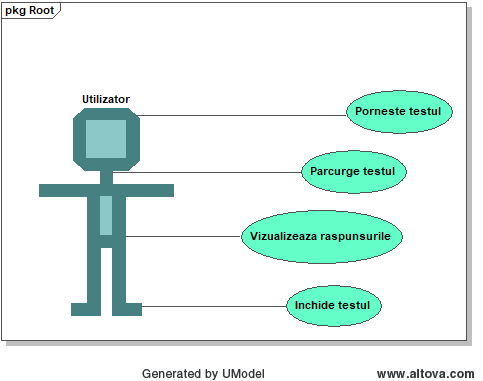 pkg Root
Utilizator
Porneste testul
Parcurge testul
Vizualizeaza raspunsurile
Inchide testul
Generated by UModel
www.altova.com